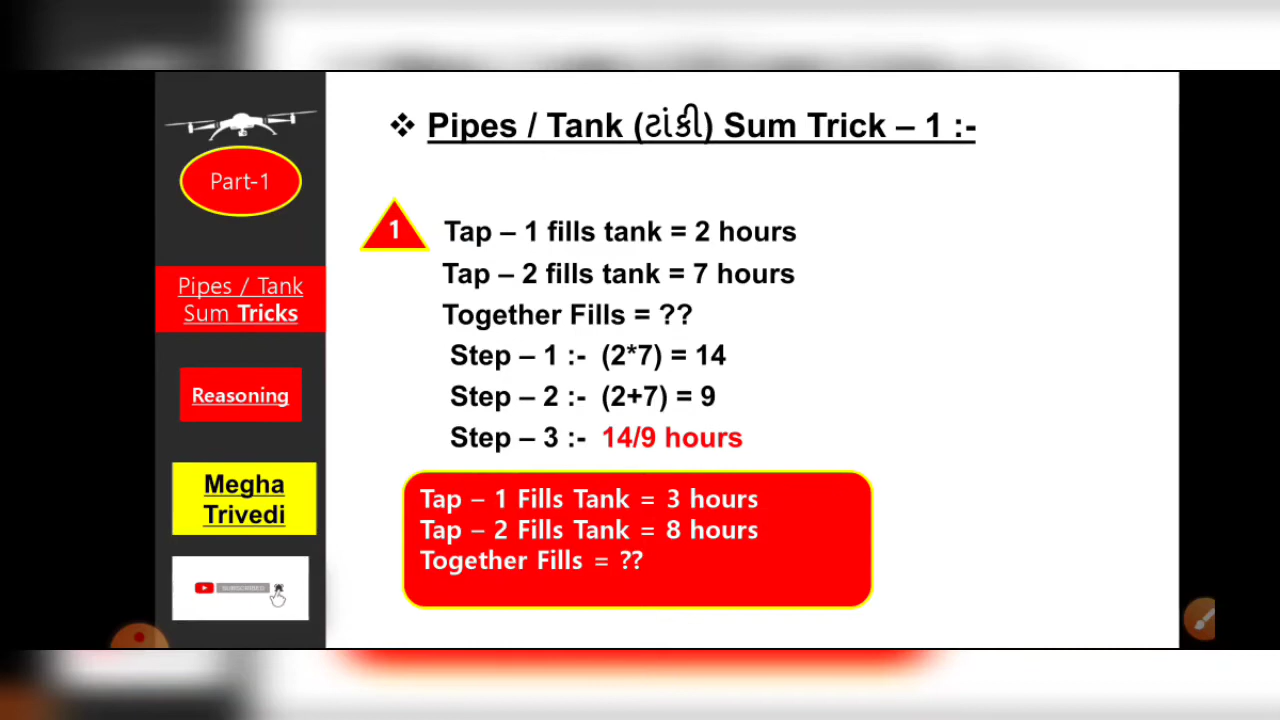 ❖ Pipes / Tank (ટાંકી) Sum Trick – 1 :-
Part-1
1
Tap – 1 fills tank = 2 hours
Tap – 2 fills tank = 7 hours
Together Fills = ??
Step – 1 :- (2*7) = 14
Step – 2 :- (2+7) = 9
Step – 3 :- 14/9 hours
Pipes / Tank
Sum Tricks
Reasoning
Megha
Trivedi
SUBSCRIBED
Tap – 1 Fills Tank = 3 hours
Tap – 2 Fills Tank = 8 hours
Together Fills = ??